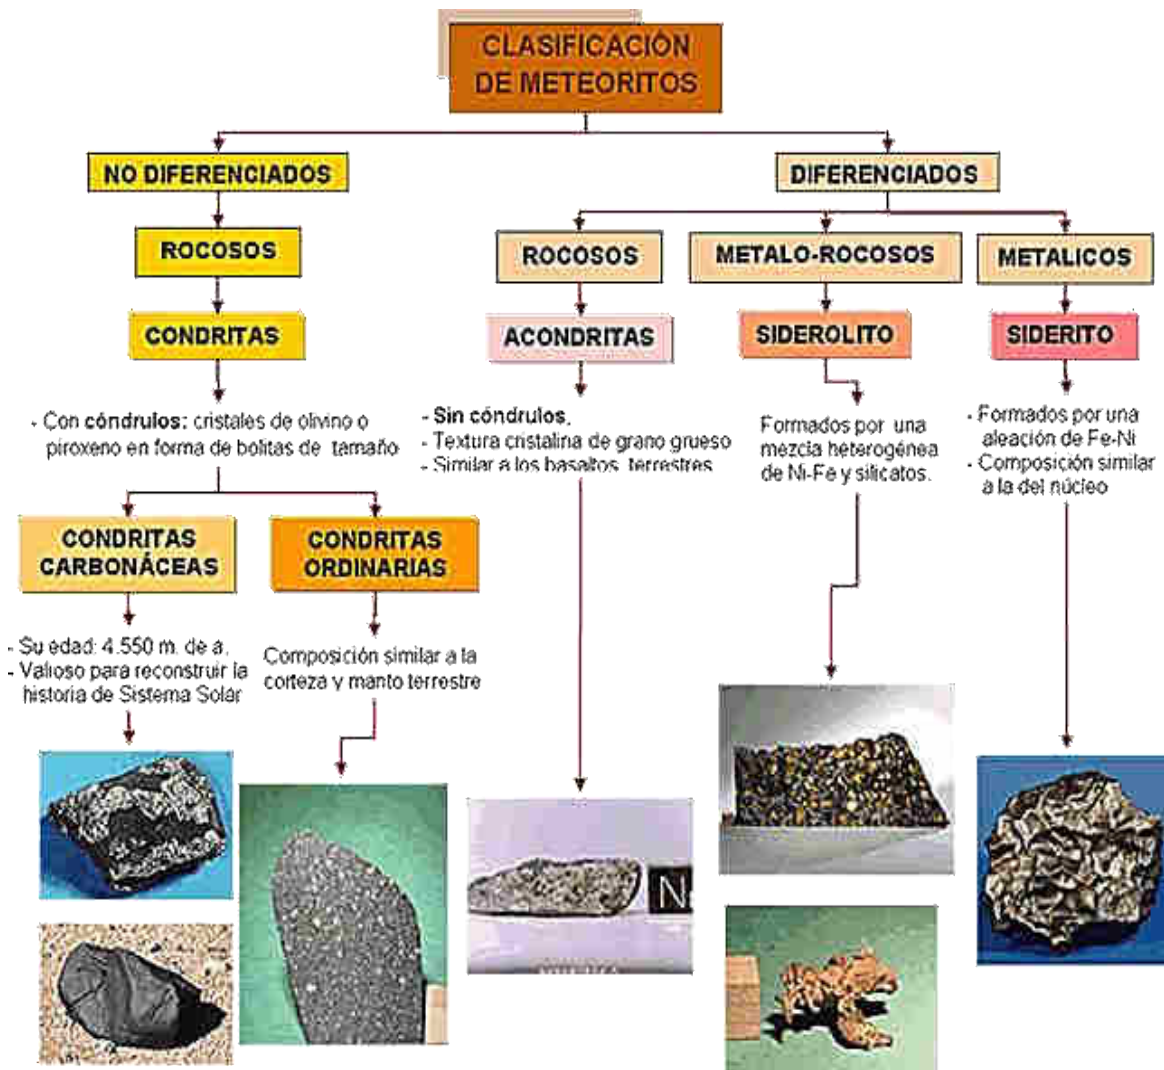 CLASIFICACIÓN
DE METEORITOS
NO DIFERENCIADOS
DIFERENCIADOS
ROCOSOS
ROCOSOS
METALO-ROCOSOS
METALICOS
CONDRITAS
ACONDRITAS
SIDEROLITO
SIDERITO
- Con cóndrulos: cristales de olivino o
piroxeno en forma de bolitas de tamaño
- Sin cóndrulos.
- Textura cristalina de grano grueso
- Similar a los basaltos terrestres
Formados por una
mezcla heterogénea
de Ni-Fe y silicatos.
- Formados por una
aleación de Fe-Ni
- Composición similar
a la del núcleo
CONDRITAS
CARBONÁCEAS
CONDRITAS
ORDINARIAS
- Su edad: 4.550 m. de a.
- Valioso para reconstruir la
historia de Sistema Solar
Composición similar a la
corteza y manto terrestre
N